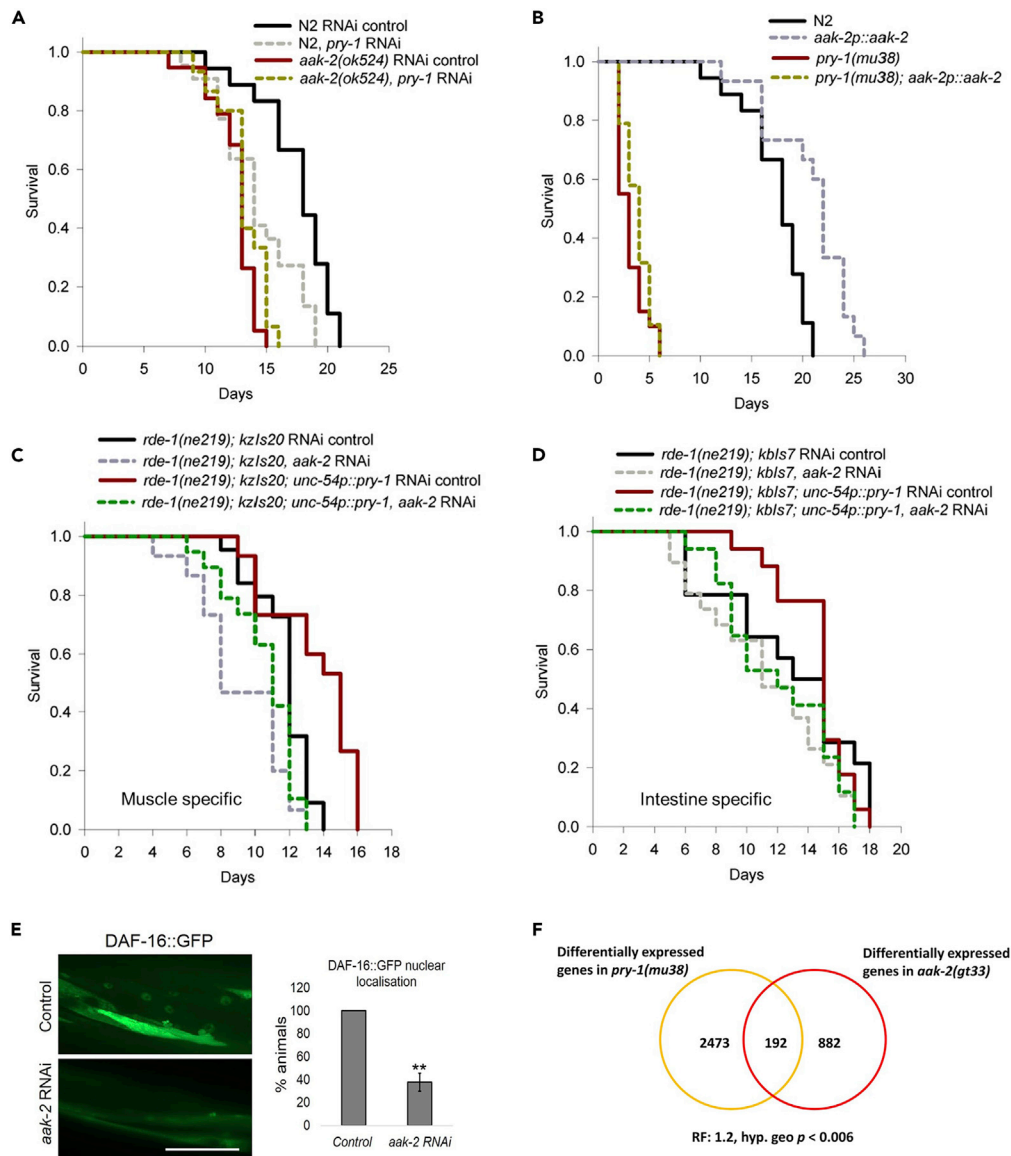 A
N2 RNAi control
N2, pry-1 RNAi
aak-2(ok524) RNAi control
aak-2(ok524), pry-1 RNAi
1.0
0.8
0.6
0.4
0.2
0.0
Survival
0 5 10 15 20 25
Days
B
N2
aak-2p::aak-2
pry-1(mu38)
pry-1(mu38); aak-2p::aak-2
1.0
0.8
0.6
0.4
0.2
0.0
Survival
0 5 10 15 20 25 30
Days
C
rde-1(ne219); kzIs20 RNAi control
rde-1(ne219); kzIs20, aak-2 RNAi
rde-1(ne219); kzIs20; unc-54p::pry-1 RNAi control
rde-1(ne219); kzIs20; unc-54p::pry-1, aak-2 RNAi
1.0
0.8
0.6
0.4
0.2
0.0
Survival
Muscle specific
0 2 4 6 8 10 12 14 16 18
Days
D
rde-1(ne219); kbIs7 RNAi control
rde-1(ne219); kbIs7, aak-2 RNAi
rde-1(ne219); kbIs7; unc-54p::pry-1 RNAi control
rde-1(ne219); kbIs7; unc-54p::pry-1, aak-2 RNAi
1.0
0.8
0.6
0.4
0.2
0.0
Survival
Intestine specific
0 2 4 6 8 10 12 14 16 18 20
Days
E
DAF-16::GFP
Control
aak-2 RNAi
DAF-16::GFP nuclear
localisation
120
100
80
60
40
20
0
% animals
**
Control aak-2 RNAi
F
Differentially expressed
genes in pry-1(mu38)
Differentially expressed
genes in aak-2(gt33)
2473 192 882
RF: 1.2, hyp. geo p < 0.006